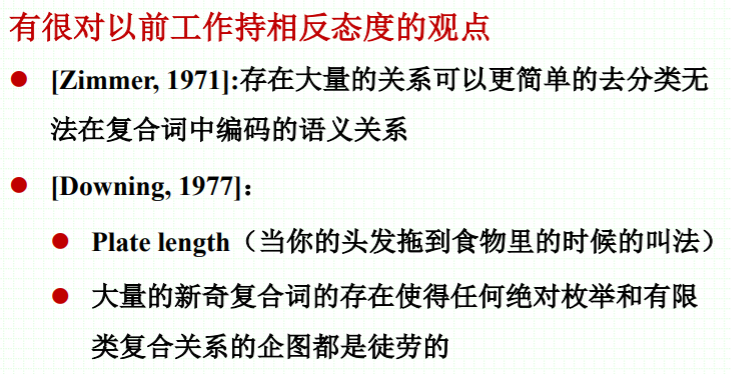 有很对以前工作持相反态度的观点
[Zimmer, 1971]:存在大量的关系可以更简单的去分类无
法在复合词中编码的语义关系
[Downing, 1977]：
Plate length（当你的头发拖到食物里的时候的叫法）
大量的新奇复合词的存在使得任何绝对枚举和有限
类复合关系的企图都是徒劳的